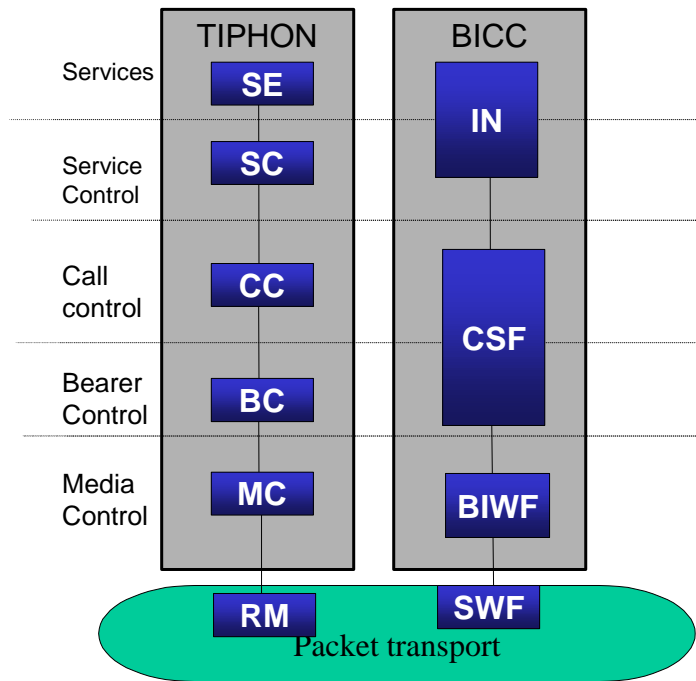 TIPHON
BICC
Services
SE
IN
Service
Control
SC
Call
control
CC
CSF
Bearer
Control
BC
Media
Control
MC
BIWF
RM
SWF
Packet transport